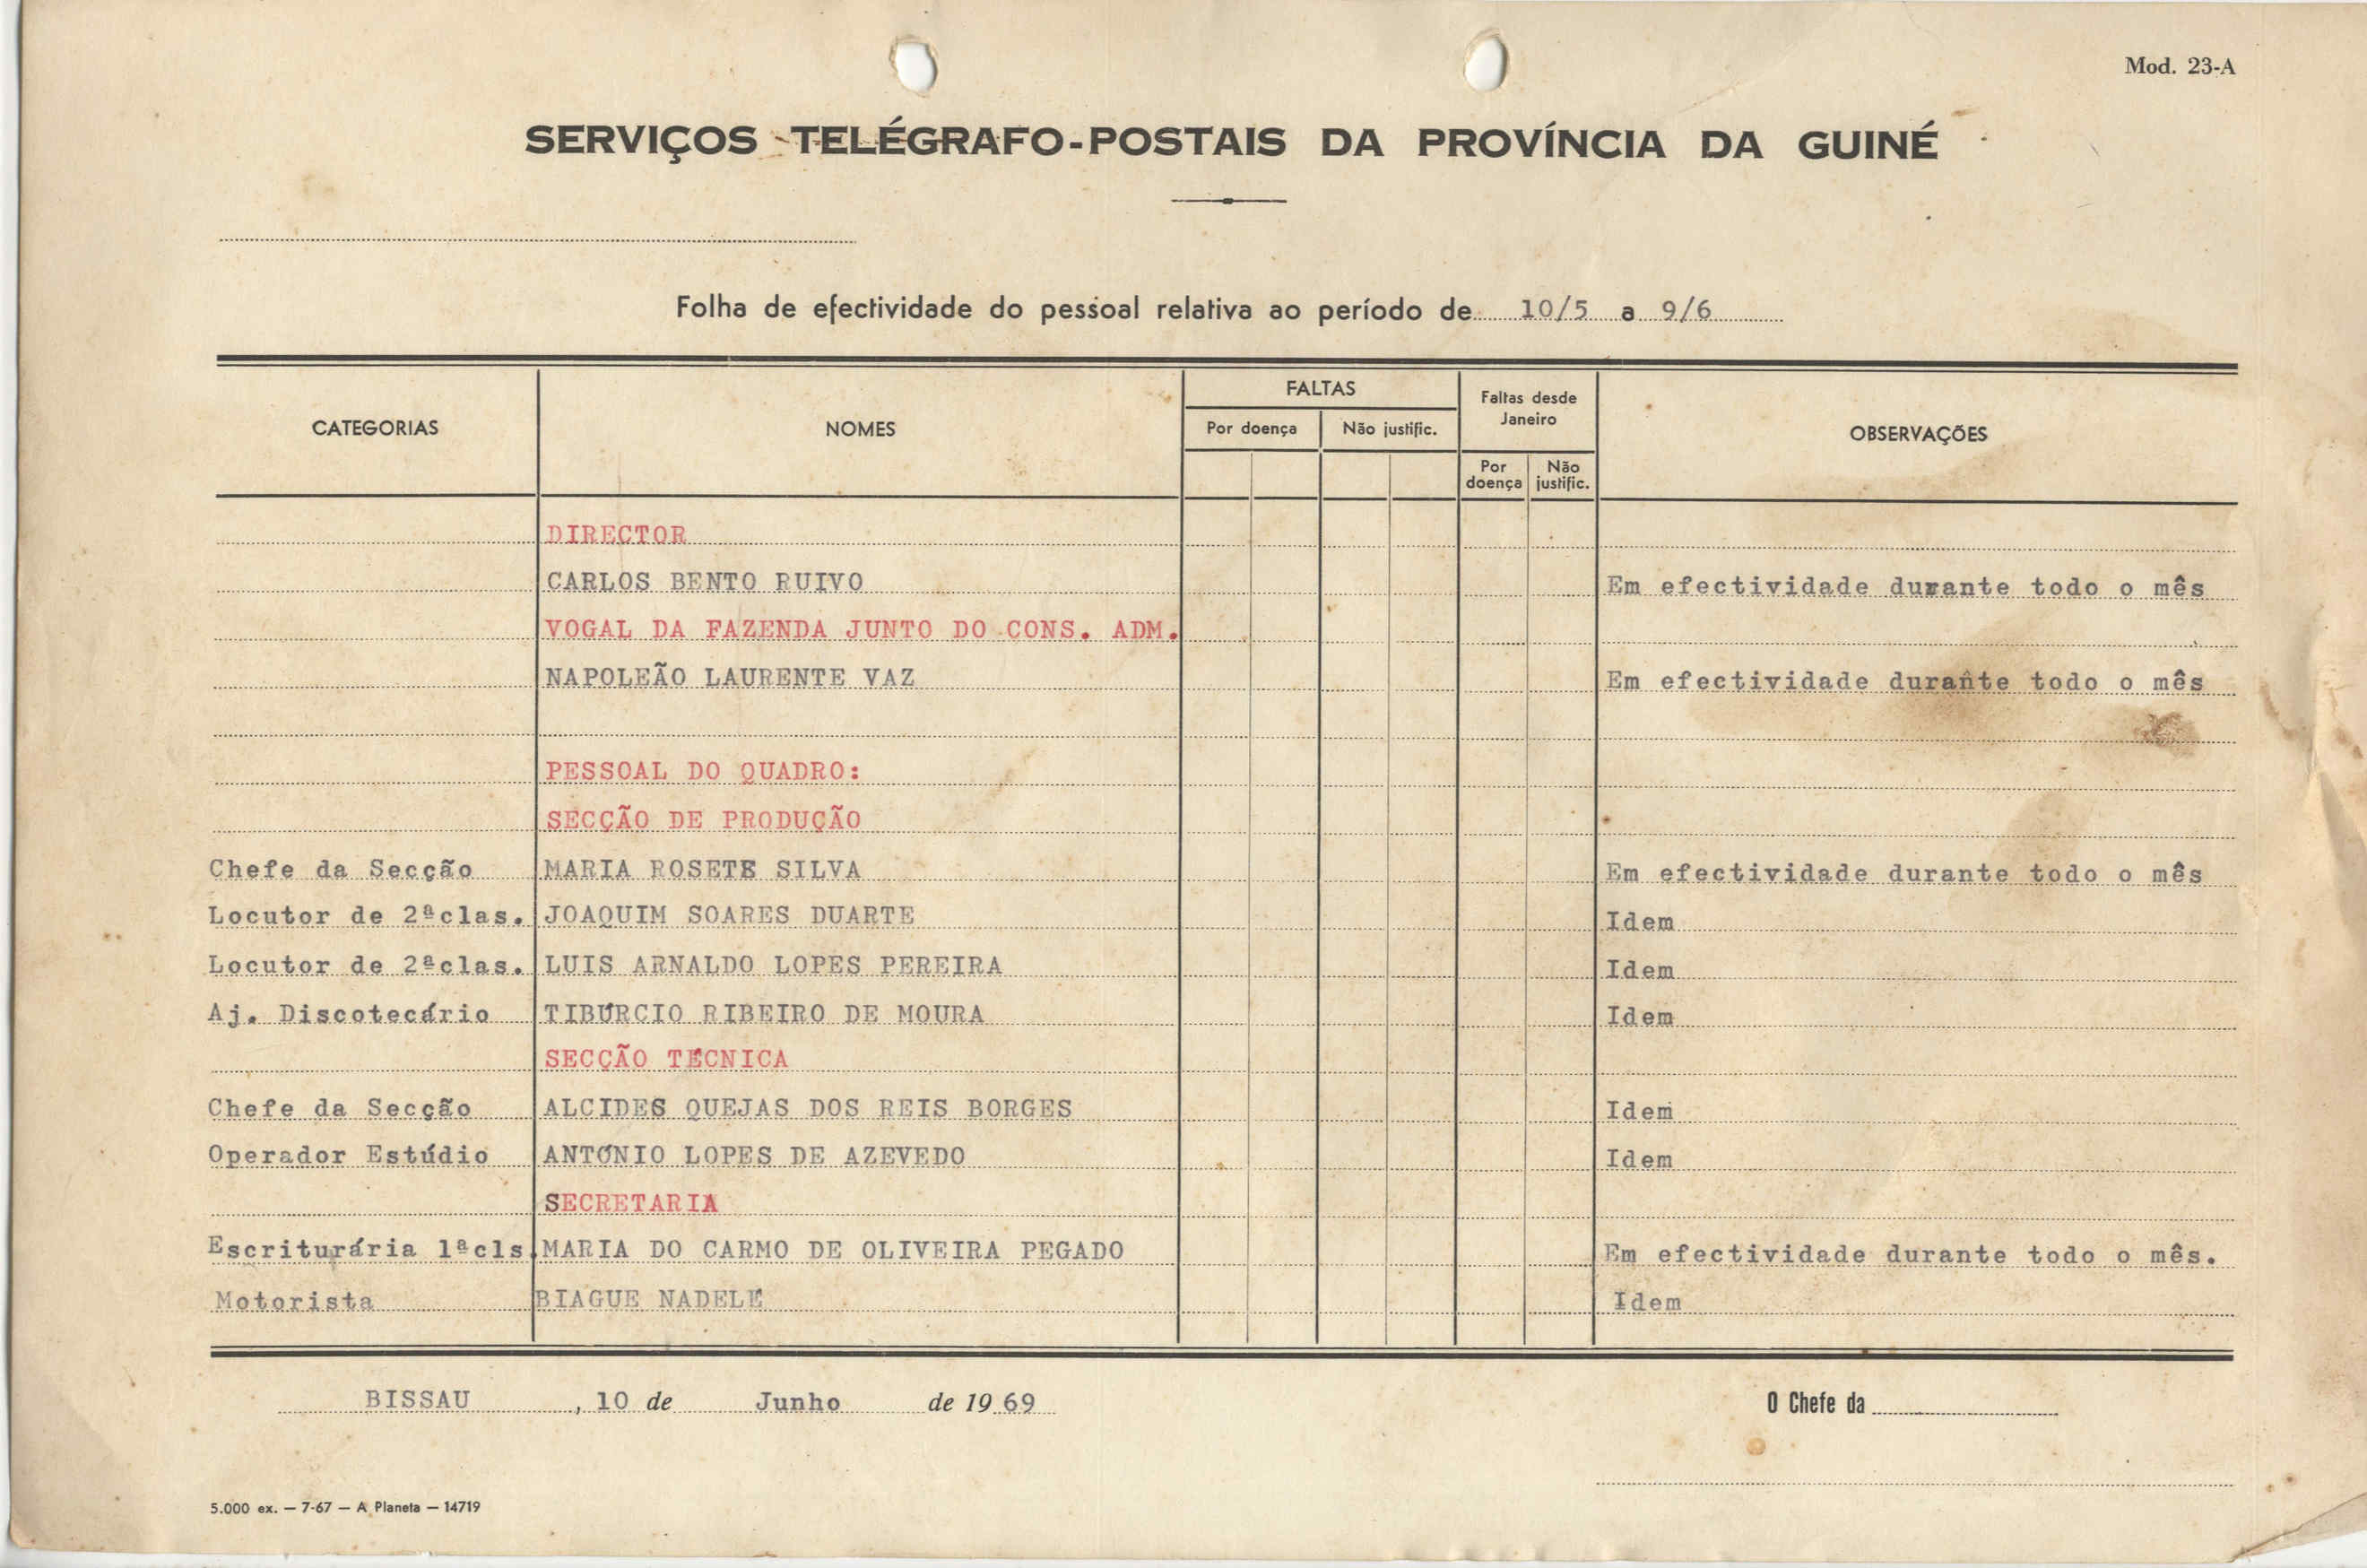 Mod. 23-A
SERVIÇOS TELÉGRAFO-POSTAIS DA PROVÍNCIA DA GUINÉ
Folha de efectividade do pessoal relativa ao período de 10/5 a 9/6
CATEGORIAS NOMES FALTAS Faltas desde Janeiro OBSERVAÇÕES
Por doença Não justific.
Por doença Não justific.
DIRECTOR
CARLOS BENTO RUIVO Em efectividade durante todo o mês
VOGAL DA FAZENDA JUNTO DO CONS. ADM.
NAPOLEÃO LAURENTE VAZ Em efectividade durante todo o mês
PESSOAL DO QUADRO:
SECÇÃO DE PRODUÇÃO
Chefe da Secção MARIA ROSETE SILVA Em efectividade durante todo o mês
Locutor de 2ªclas. JOAQUIM SOARES DUARTE Idem
Locutor de 2ªclas. LUIS ARNALDO LOPES PEREIRA Idem
Aj. Discotecário TIBÚRCIO RIBEIRO DE MOURA Idem
SECÇÃO TÉCNICA
Chefe da Secção ALCIDES QUEJAS DOS REIS BORGES Idem
Operador Estúdio ANTÓNIO LOPES DE AZEVEDO Idem
SECRETARIA
Escriturária 1ªcls. MARIA DO CARMO DE OLIVEIRA PEGADO Em efectividade durante todo o mês.
Motorista BIAGUE NADELÉ Idem
BISSAU, 10 de Junho de 1969 O Chefe da
5.000 ex. — 7-67 — A Planeta — 14719